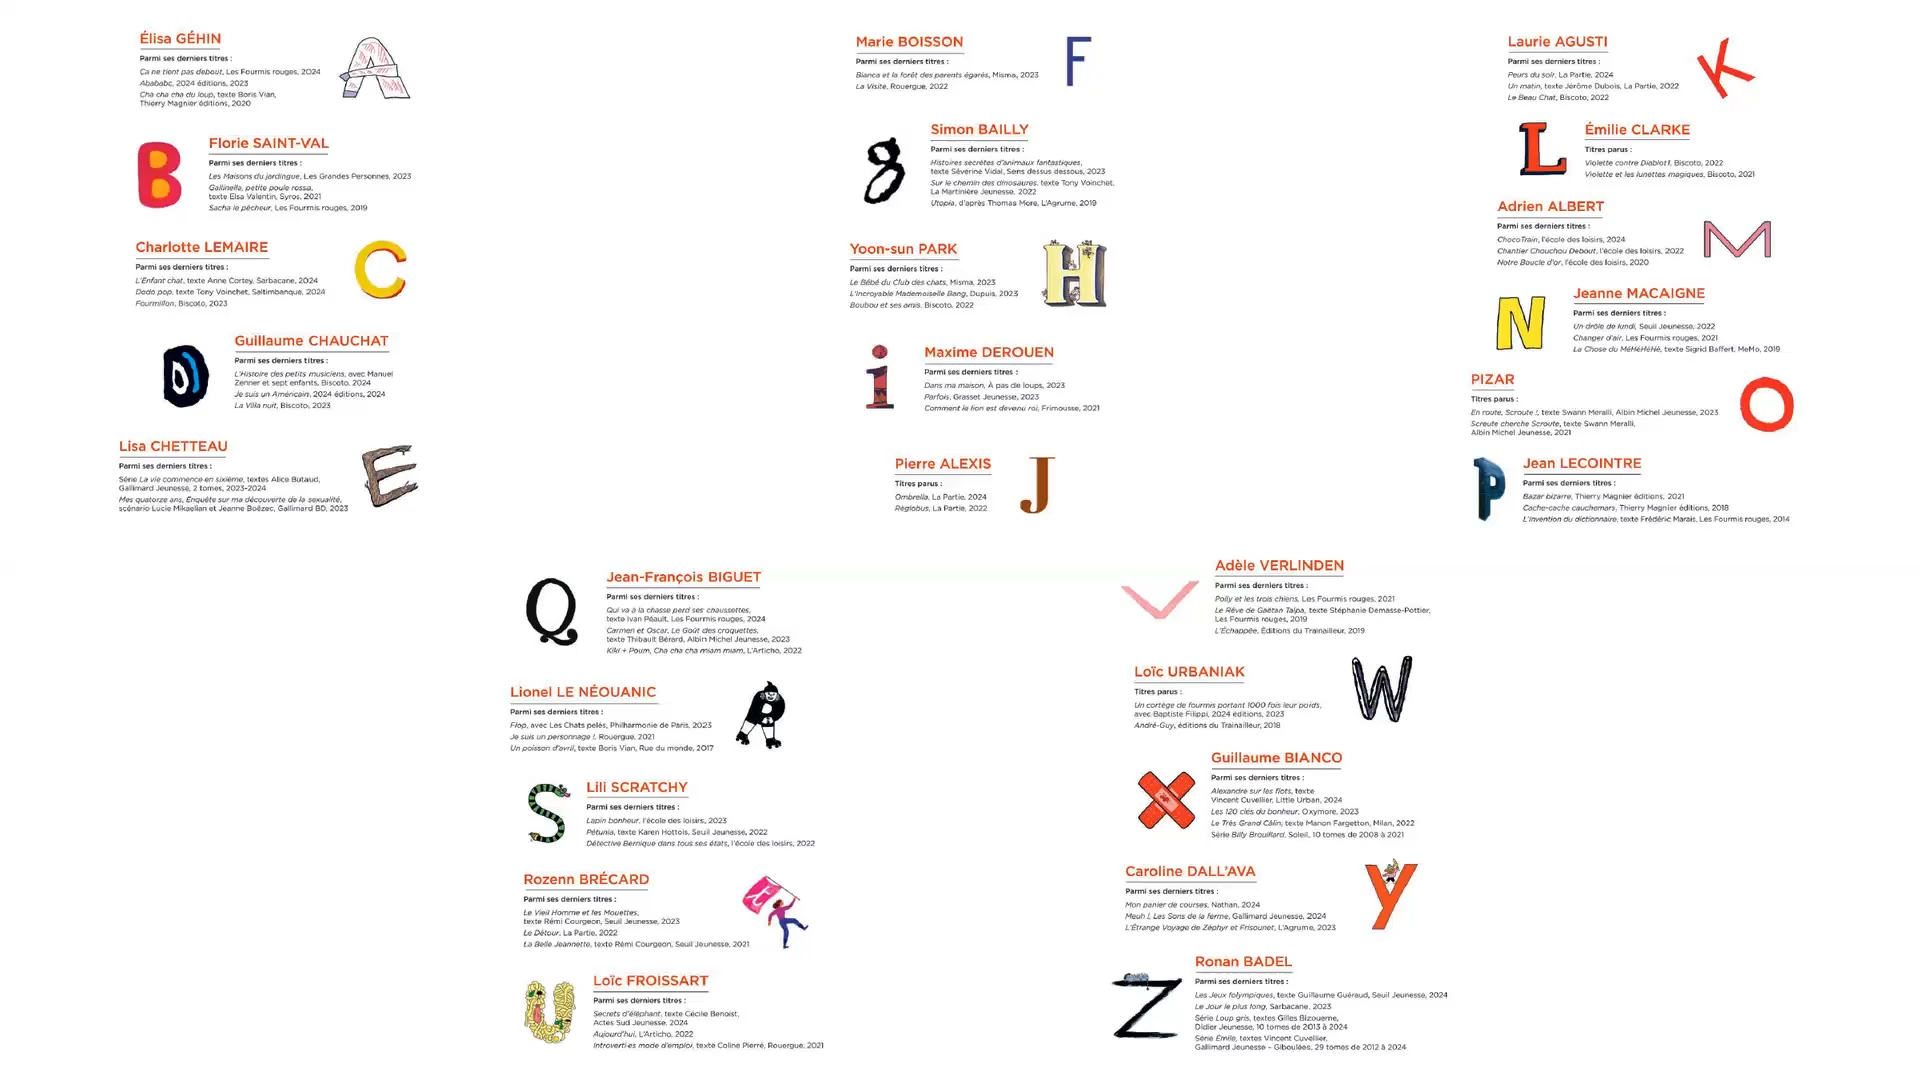 Élisa GÉHIN
Parmi ses derniers titres :
Ça ne tient pas debout, Les Fourmis rouges, 2024
Abababc, 2024 éditions, 2023
Cha cha cha du loup, texte Boris Vian,
Thierry Magnier éditions, 2020
A
B
Florie SAINT-VAL
Parmi ses derniers titres :
Les Maisons du jardingue, Les Grandes Personnes, 2023
Gallinella, petite poule rossa,
texte Elsa Valentin, Syros, 2021
Sacha le pêcheur, Les Fourmis rouges, 2019
Charlotte LEMAIRE
Parmi ses derniers titres :
L'Enfant chat, texte Anne Cortey, Sarbacane, 2024
Dodo pop, texte Tony Voinchet, Saltimbanque, 2024
Fourmillon, Biscoto, 2023
C
D
Guillaume CHAUCHAT
Parmi ses derniers titres :
L'Histoire des petits musiciens, avec Manuel
Zenner et sept enfants, Biscoto, 2024
Je suis un Américain, 2024 éditions, 2024
La Villa nuit, Biscoto, 2023
Lisa CHETTEAU
Parmi ses derniers titres :
Série La vie commence en sixième, textes Alice Butaud,
Gallimard Jeunesse, 2 tomes, 2023-2024
Mes quatorze ans, Enquête sur ma découverte de la sexualité,
scénario Lucie Mikaelian et Jeanne Boëzec, Gallimard BD, 2023
E
Marie BOISSON
Parmi ses derniers titres :
Bianca et la forêt des parents égarés, Misma, 2023
La Visite, Rouergue, 2022
F
g
Simon BAILLY
Parmi ses derniers titres :
Histoires secrètes d'animaux fantastiques,
texte Séverine Vidal, Sens dessus dessous, 2023
Sur le chemin des dinosaures, texte Tony Voinchet,
La Martinière Jeunesse, 2022
Utopia, d'après Thomas More, L'Agrume, 2019
Yoon-sun PARK
Parmi ses derniers titres :
Le Bébé du Club des chats, Misma, 2023
L'Incroyable Mademoiselle Bang, Dupuis, 2023
Boubou et ses amis, Biscoto, 2022
H
i
Maxime DEROUEN
Parmi ses derniers titres :
Dans ma maison, À pas de loups, 2023
Parfois, Grasset Jeunesse, 2023
Comment le lion est devenu roi, Frimousse, 2021
Pierre ALEXIS
Titres parus :
Ombrella, La Partie, 2024
Réglobus, La Partie, 2022
J
Laurie AGUSTI
Parmi ses derniers titres :
Peurs du soir, La Partie, 2024
Un matin, texte Jérôme Dubois, La Partie, 2022
Le Beau Chat, Biscoto, 2022
K
L
Émilie CLARKE
Titres parus :
Violette contre Diablot!, Biscoto, 2022
Violette et les lunettes magiques, Biscoto, 2021
Adrien ALBERT
Parmi ses derniers titres :
ChocoTrain, l'école des loisirs, 2024
Chantier Chouchou Debout, l'école des loisirs, 2022
Notre Boucle d'or, l'école des loisirs, 2020
M
N
Jeanne MACAIGNE
Parmi ses derniers titres :
Un drôle de lundi, Seuil Jeunesse, 2022
Changer d'air, Les Fourmis rouges, 2021
La Chose du MéHéHéHé, texte Sigrid Baffert, MeMo, 2019
PIZAR
Titres parus :
En route, Scroute !, texte Swann Meralli, Albin Michel Jeunesse, 2023
Scroute cherche Scroute, texte Swann Meralli,
Albin Michel Jeunesse, 2021
O
P
Jean LECOINTRE
Parmi ses derniers titres :
Bazar bizarre, Thierry Magnier éditions, 2021
Cache-cache cauchemars, Thierry Magnier éditions, 2018
L'Invention du dictionnaire, texte Frédéric Marais, Les Fourmis rouges, 2014
Q
Jean-François BIGUET
Parmi ses derniers titres :
Qui va à la chasse perd ses chaussettes,
texte Ivan Péault, Les Fourmis rouges, 2024
Carmen et Oscar, Le Goût des croquettes,
texte Thibault Bérard, Albin Michel Jeunesse, 2023
Kiki + Poum, Cha cha cha miam miam, L'Articho, 2022
Lionel LE NÉOUANIC
Parmi ses derniers titres :
Filop, avec Les Chats pelés, Philharmonie de Paris, 2023
Je suis un personnage !, Rouergue, 2021
Un poisson d'avril, texte Boris Vian, Rue du monde, 2017
R
S
Lili SCRATCHY
Parmi ses derniers titres :
Lapin bonheur, l'école des loisirs, 2023
Pétunia, texte Karen Hottois, Seuil Jeunesse, 2022
Détective Bernique dans tous ses états, l'école des loisirs, 2022
Rozenn BRÉCARD
Parmi ses derniers titres :
Le Vieil Homme et les Mouettes,
texte Rémi Courgeon, Seuil Jeunesse, 2023
Le Détour, La Partie, 2022
La Belle Jeannette, texte Rémi Courgeon, Seuil Jeunesse, 2021
U
Loïc FROISSART
Parmi ses derniers titres :
Secrets d'éléphant, texte Cécile Benoist,
Actes Sud Jeunesse, 2024
Aujourd'hui, L'Articho, 2022
Introverti·es mode d'emploi, texte Coline Pierré, Rouergue, 2021
V
Adèle VERLINDEN
Parmi ses derniers titres :
Polly et les trois chiens, Les Fourmis rouges, 2021
Le Rêve de Gaëtan Talpa, texte Stéphanie Demasse-Pottier,
Les Fourmis rouges, 2019
L'Échappée, Éditions du Trainailleur, 2019
Loïc URBANIAK
Titres parus :
Un cortège de fourmis portant 1000 fois leur poids,
avec Baptiste Filippi, 2024 éditions, 2023
André-Guy, éditions du Trainailleur, 2018
W
X
Guillaume BIANCO
Parmi ses derniers titres :
Alexandre sur les flots, texte
Vincent Cuvellier, Little Urban, 2024
Les 120 clés du bonheur, Oxymore, 2023
Le Très Grand Câlin, texte Manon Fargetton, Milan, 2022
Série Billy Brouillard, Soleil, 10 tomes de 2008 à 2021
Caroline DALL'AVA
Parmi ses derniers titres :
Mon panier de courses, Nathan, 2024
Meuh !, Les Sons de la ferme, Gallimard Jeunesse, 2024
L'Étrange Voyage de Zéphyr et Frisounet, L'Agrume, 2023
y
Z
Ronan BADEL
Parmi ses derniers titres :
Les Jeux folympiques, texte Guillaume Guéraud, Seuil Jeunesse, 2024
Le Jour le plus long, Sarbacane, 2023
Série Loup gris, textes Gilles Bizouerne,
Didier Jeunesse, 10 tomes de 2013 à 2024
Série Émile, textes Vincent Cuvellier,
Gallimard Jeunesse – Giboulées, 29 tomes de 2012 à 2024